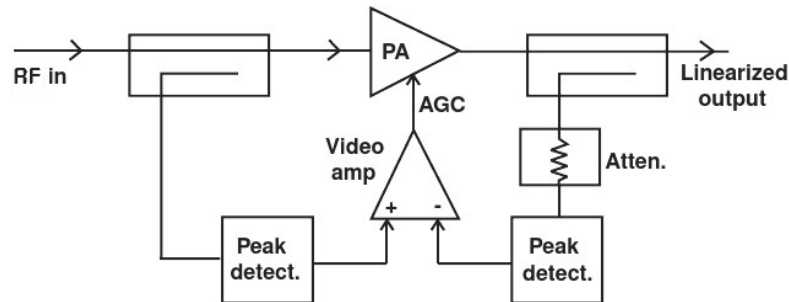 RF in
PA
AGC
Linearized
output
Video
amp
+
-
Atten.
Peak
detect.
Peak
detect.